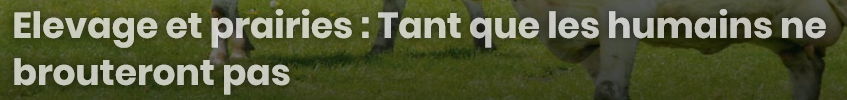 Elevage et prairies : Tant que les humains ne
brouteront pas